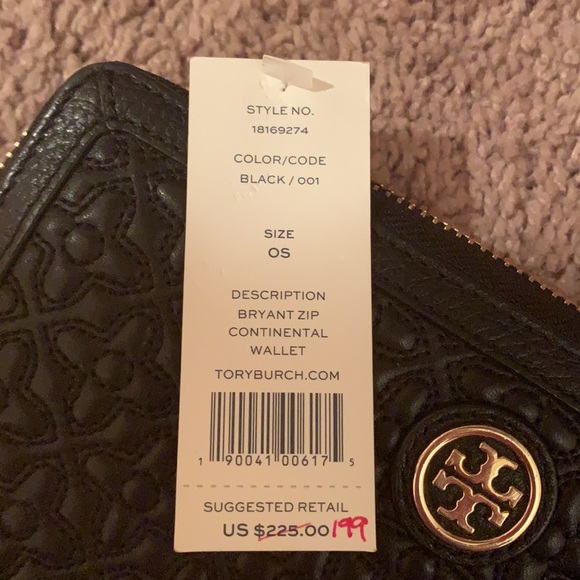 STYLE NO.
18169274
COLOR/CODE
BLACK / 001
SIZE
OS
DESCRIPTION
BRYANT ZIP
CONTINENTAL
WALLET
TORYBURCH.COM
1 90041 00617 5
SUGGESTED RETAIL
US $225.00 199